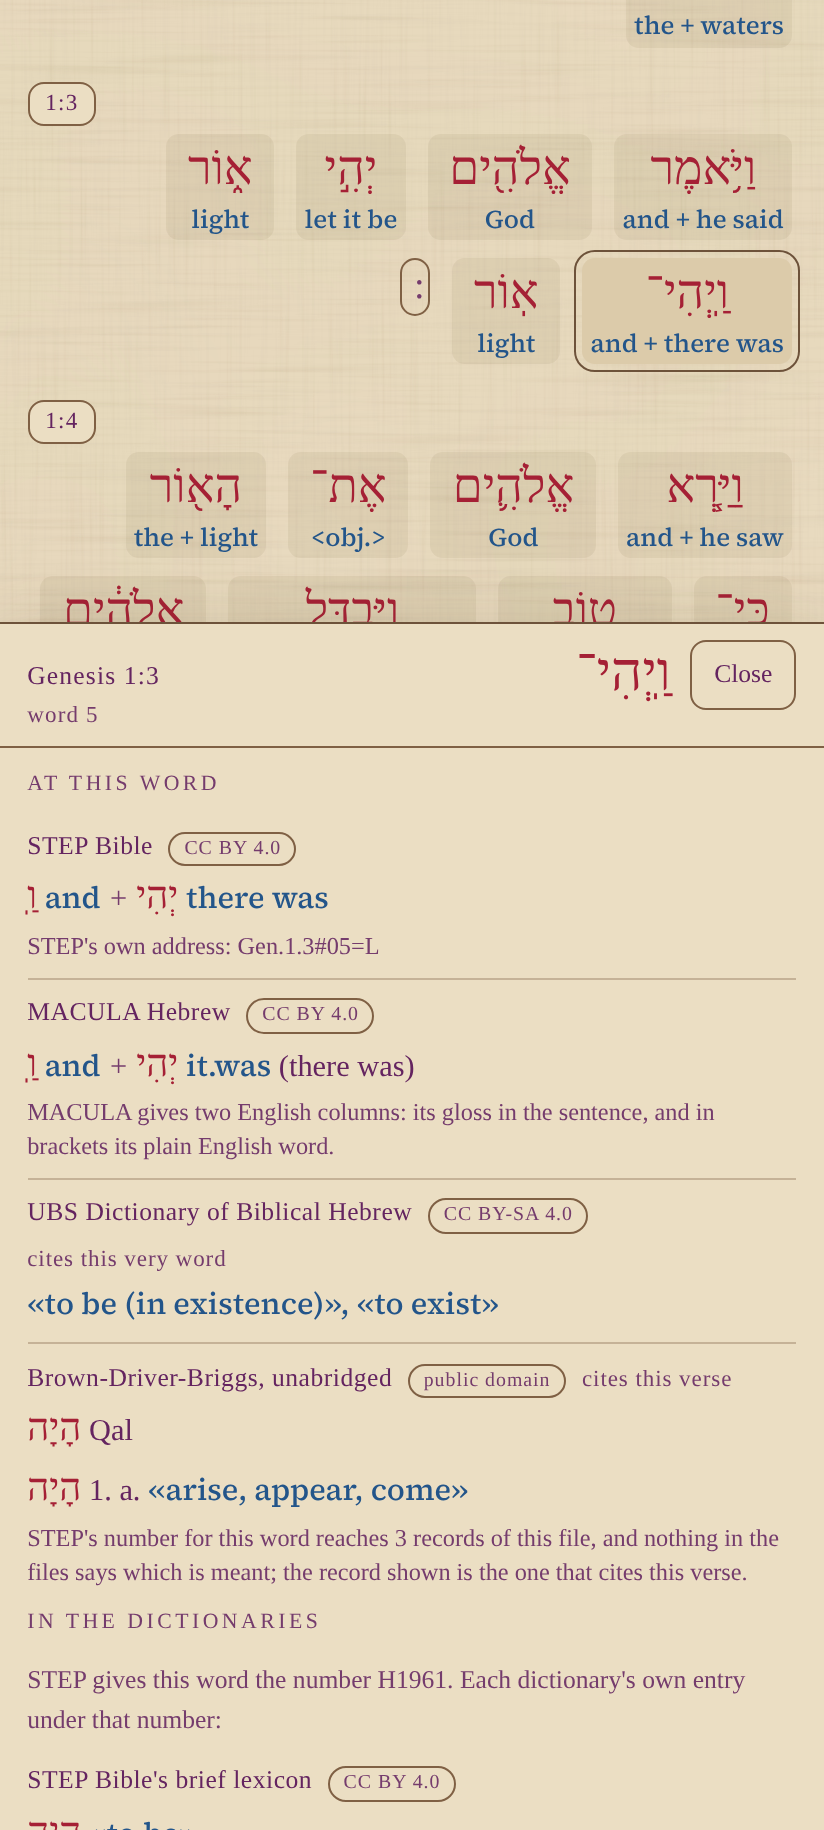 the + waters
1:3
וַיֹּ֥אמֶר אֱלֹהִ֖ים יְהִ֣י א֑וֹר
and + he said God let it be light
וַֽיְהִי־ אֽוֹר ׃
and + there was light
1:4
וַיַּ֧רְא אֱלֹהִ֛ים אֶת־ הָא֖וֹר
and + he saw God <obj.> the + light
Genesis 1:3
וַֽיְהִי־ Close
word 5
AT THIS WORD
STEP Bible CC BY 4.0
וַֽ and + יְהִי there was
STEP's own address: Gen.1.3#05=L
MACULA Hebrew CC BY 4.0
וַֽ and + יְהִי it.was (there was)
MACULA gives two English columns: its gloss in the sentence, and in
brackets its plain English word.
UBS Dictionary of Biblical Hebrew CC BY-SA 4.0
cites this very word
«to be (in existence)», «to exist»
Brown-Driver-Briggs, unabridged public domain cites this verse
הָיָה Qal
הָיָה 1. a. «arise, appear, come»
STEP's number for this word reaches 3 records of this file, and nothing in the
files says which is meant; the record shown is the one that cites this verse.
IN THE DICTIONARIES
STEP gives this word the number H1961. Each dictionary's own entry
under that number:
STEP Bible's brief lexicon CC BY 4.0